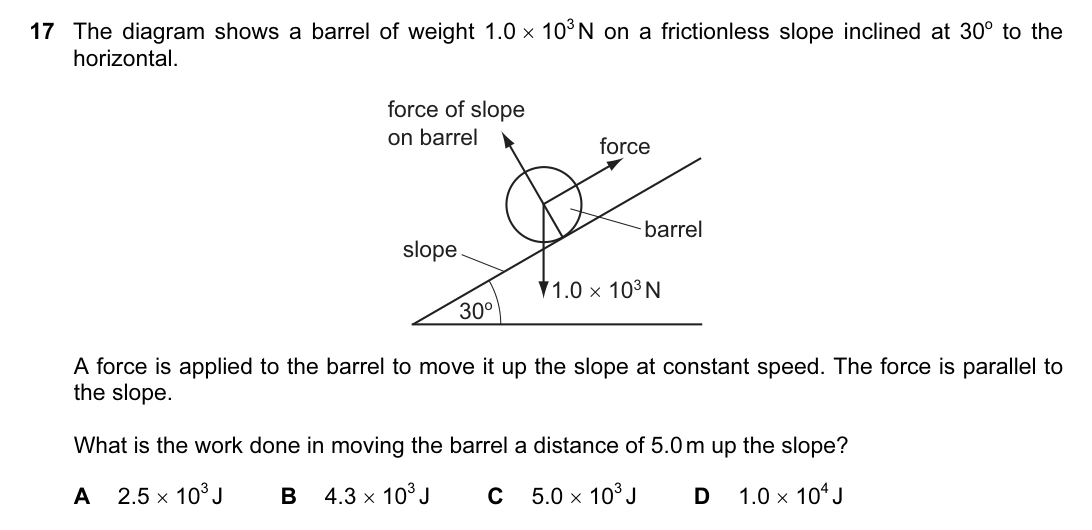 17 The diagram shows a barrel of weight 1.0 × 10³ N on a frictionless slope inclined at 30° to the
horizontal.
force of slope
on barrel
force
barrel
slope
1.0 × 10³ N
30°
A force is applied to the barrel to move it up the slope at constant speed. The force is parallel to
the slope.
What is the work done in moving the barrel a distance of 5.0 m up the slope?
A 2.5 × 10³ J B 4.3 × 10³ J C 5.0 × 10³ J D 1.0 × 10⁴ J